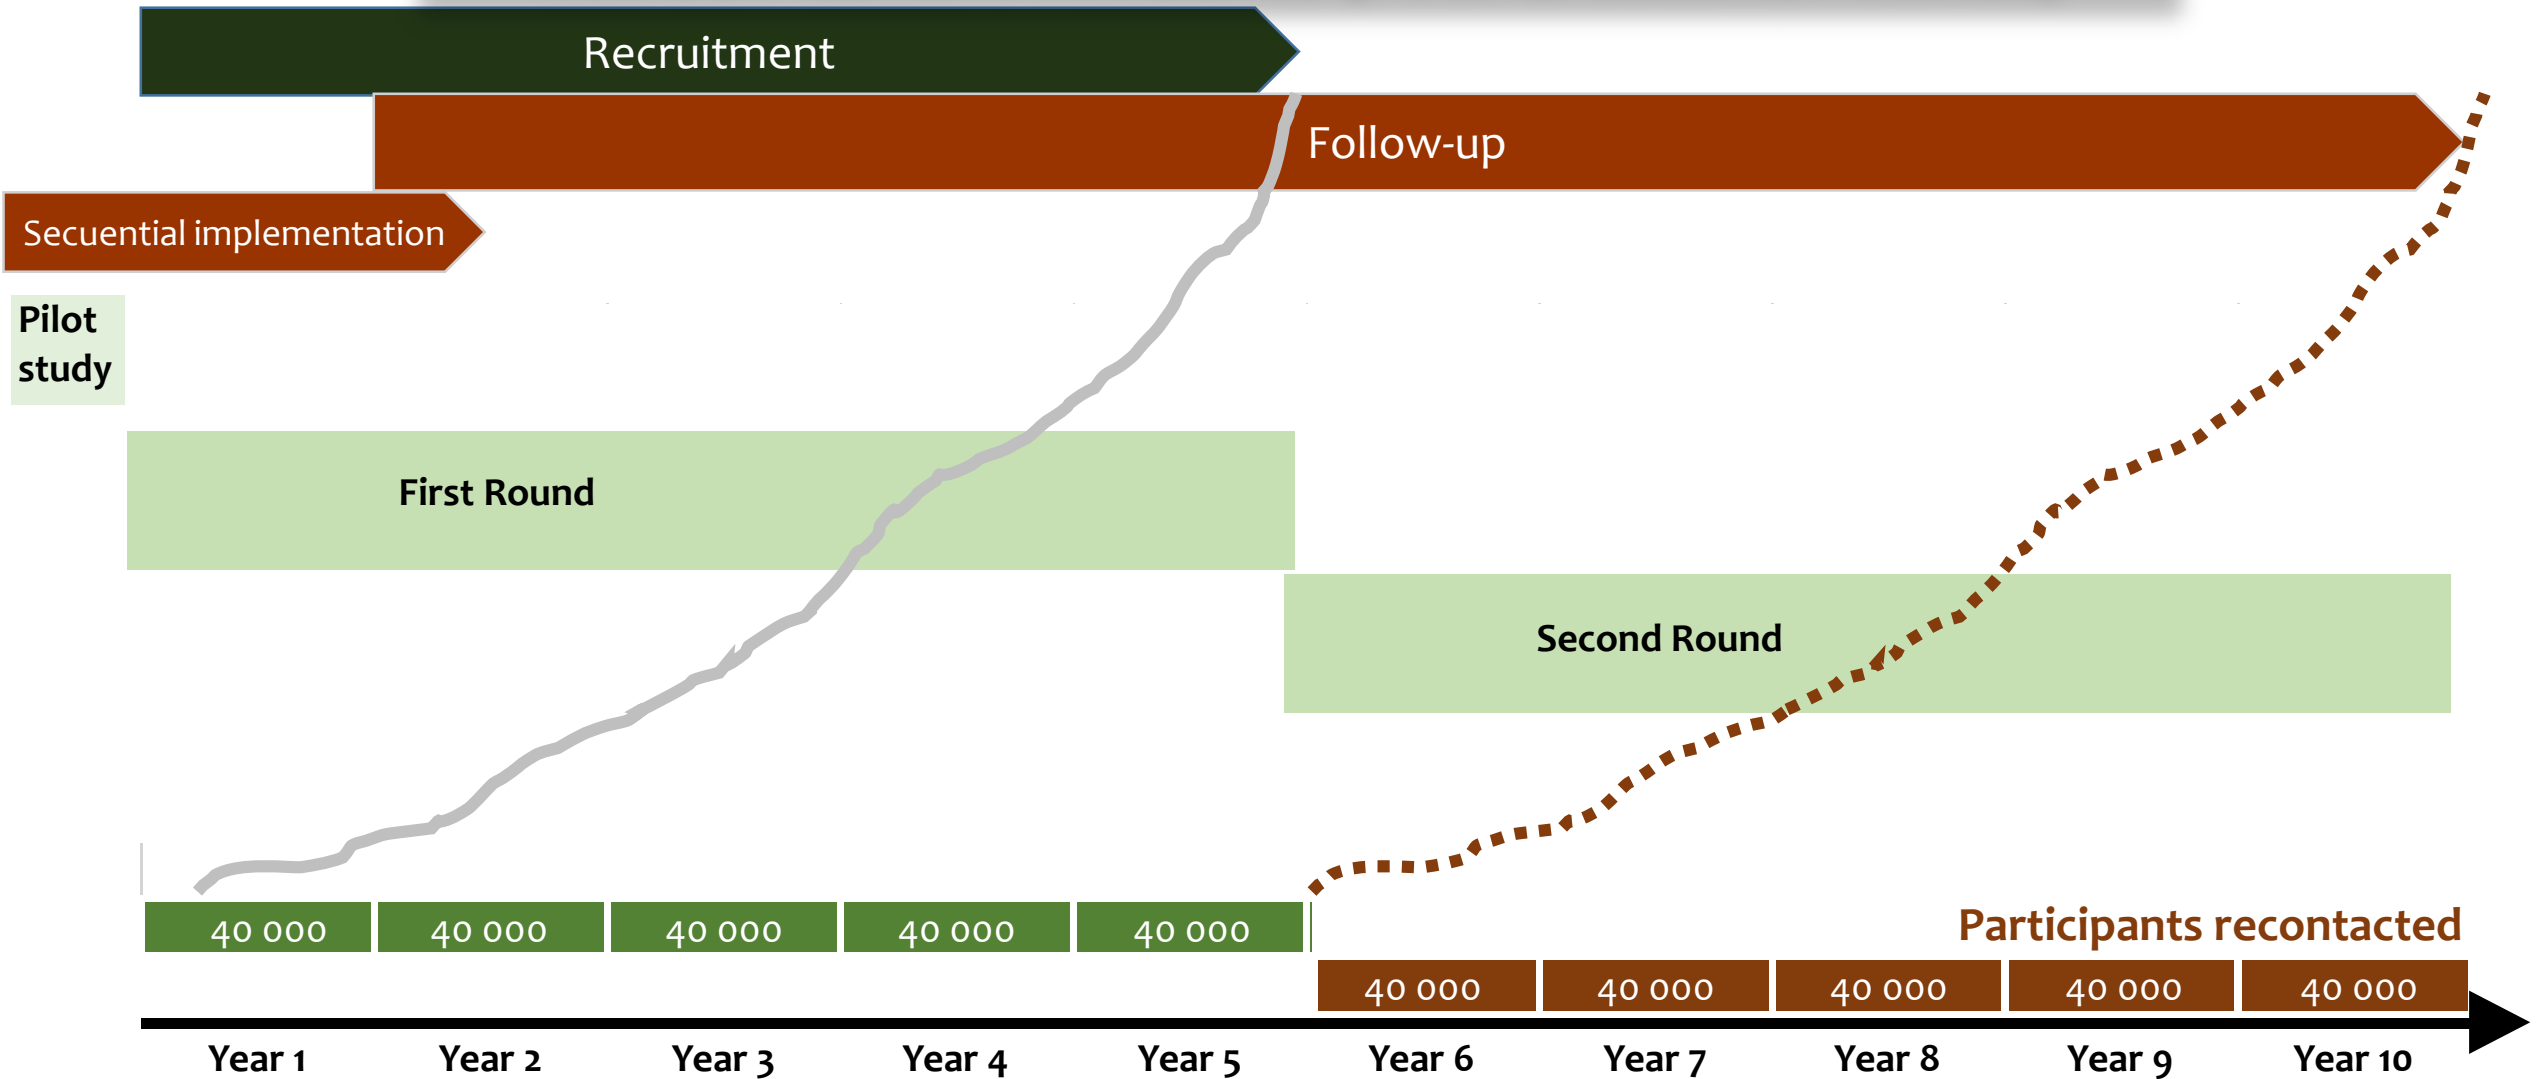 Recruitment
Follow-up
Secuential implementation
Pilot
study
First Round
Second Round
Participants recontacted
40 000 40 000 40 000 40 000 40 000
40 000 40 000 40 000 40 000 40 000
Year 1 Year 2 Year 3 Year 4 Year 5 Year 6 Year 7 Year 8 Year 9 Year 10